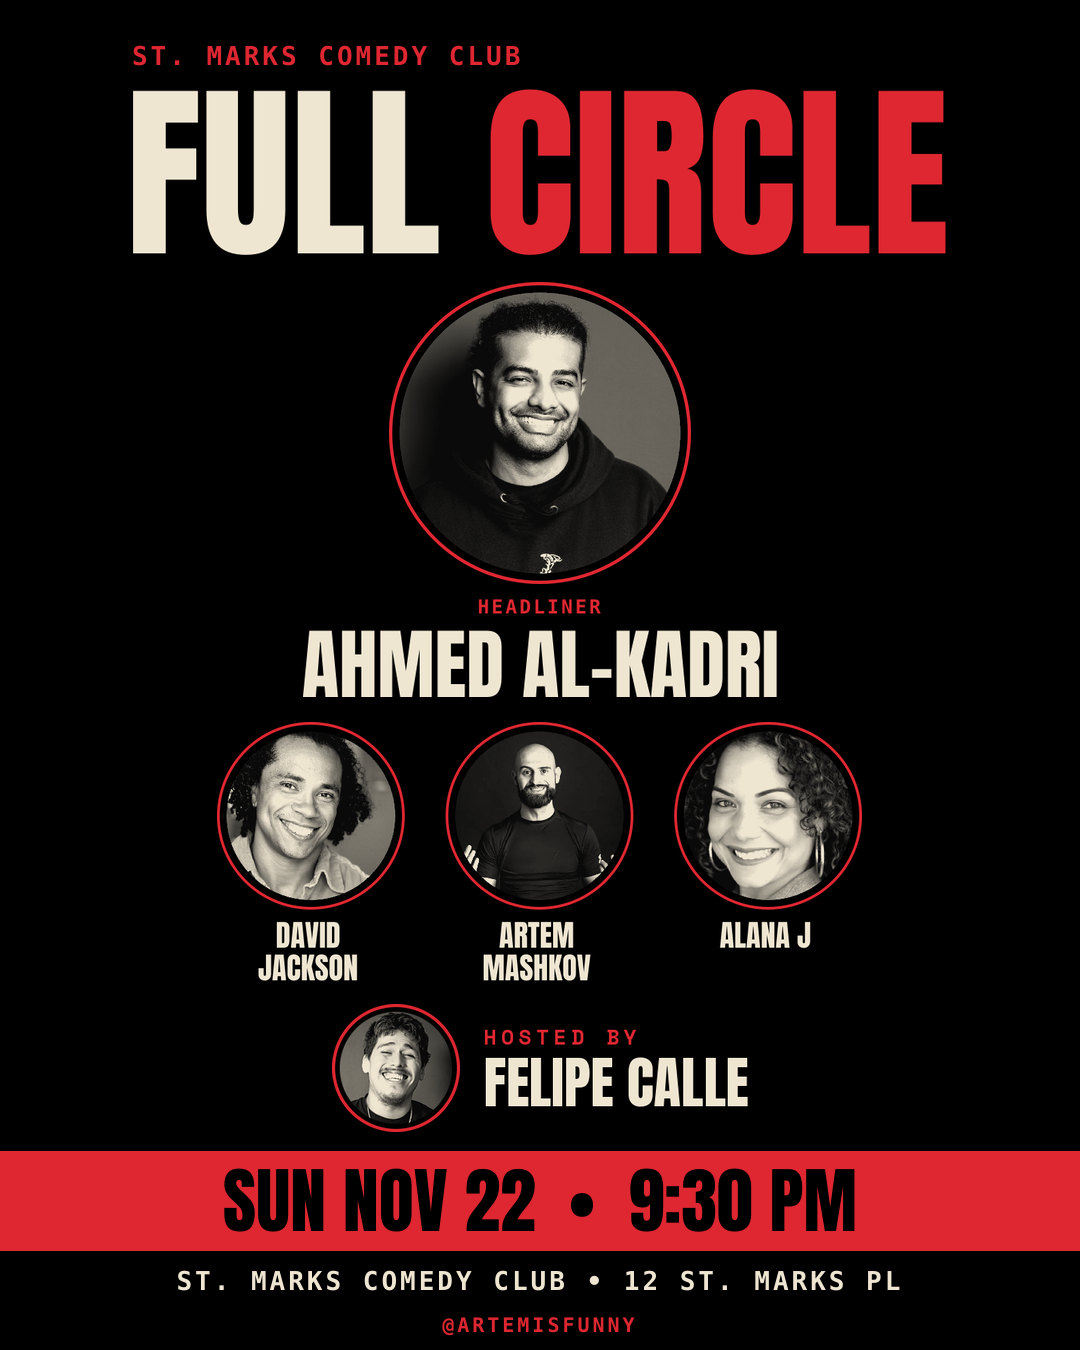 ST. MARKS COMEDY CLUB
FULL CIRCLE
HEADLINER
AHMED AL-KADRI
DAVID
JACKSON
ARTEM
MASHKOV
ALANA J
HOSTED BY
FELIPE CALLE
SUN NOV 22 • 9:30 PM
ST. MARKS COMEDY CLUB • 12 ST. MARKS PL
@ARTEMISFUNNY